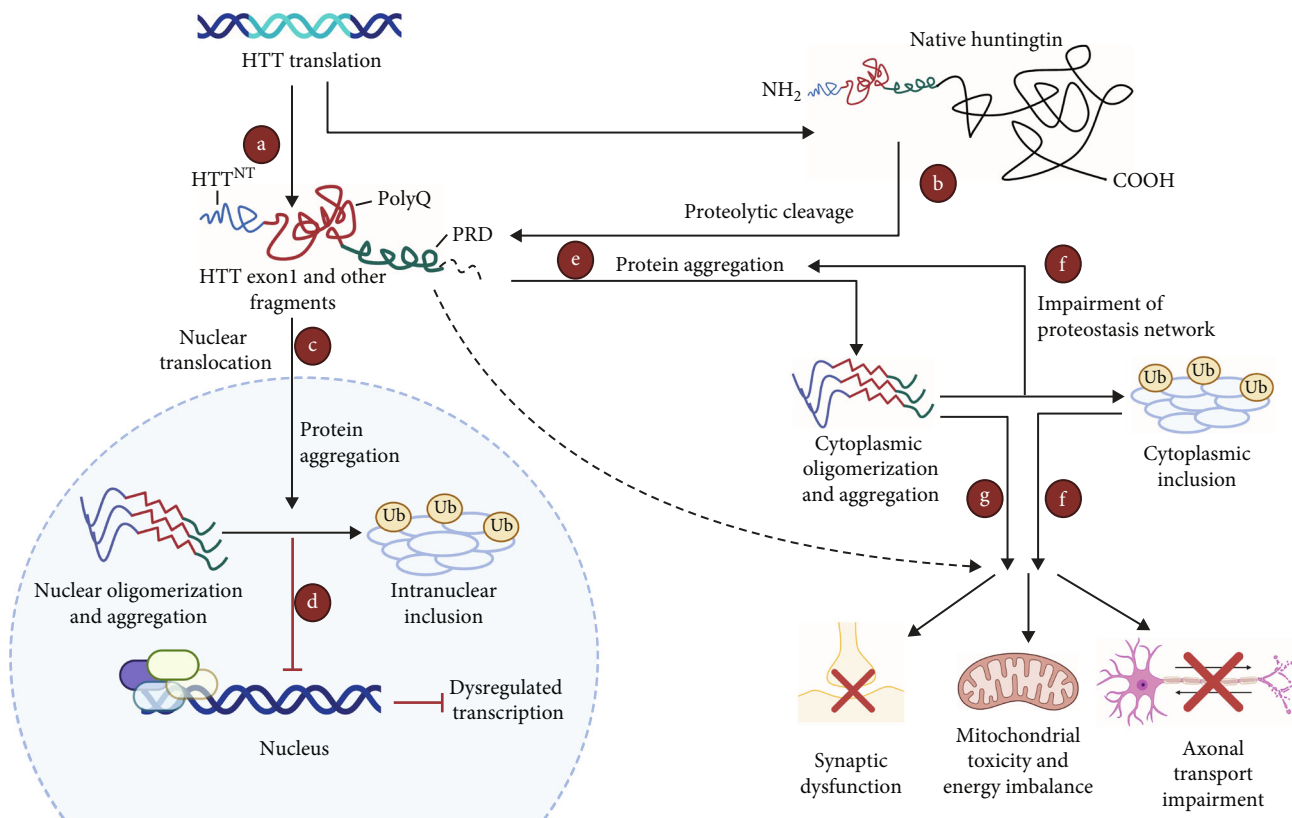 HTT translation
Native huntingtin
NH2
COOH
a
b
HTT^NT
PolyQ
PRD
Proteolytic cleavage
HTT exon1 and other
fragments
e
Protein aggregation
f
Impairment of
proteostasis network
Nuclear
translocation
c
Ub
Ub
Ub
Cytoplasmic
oligomerization
and aggregation
Cytoplasmic
inclusion
g
f
Protein
aggregation
Ub
Ub
Ub
Nuclear oligomerization
and aggregation
Intranuclear
inclusion
d
Dysregulated
transcription
Nucleus
Synaptic
dysfunction
Mitochondrial
toxicity and
energy imbalance
Axonal
transport
impairment